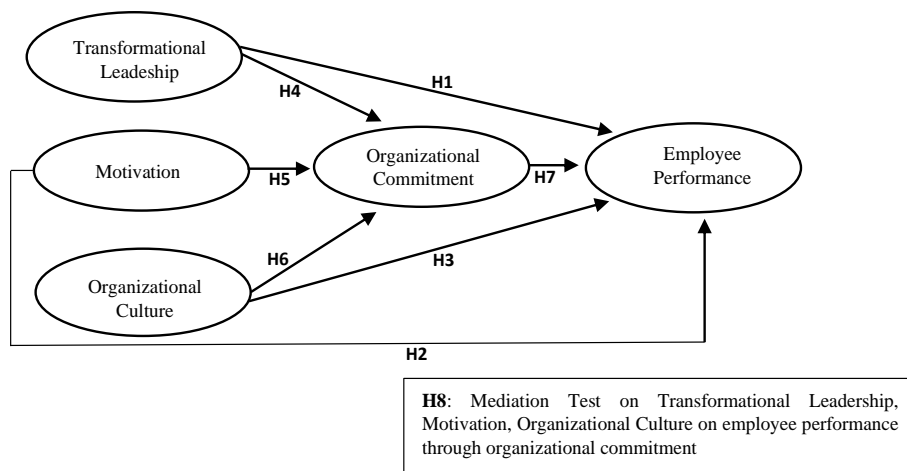 Transformational
Leadeship
H1
H4
Motivation
H5
Organizational
Commitment
H7
Employee
Performance
H6
H3
Organizational
Culture
H2
H8: Mediation Test on Transformational Leadership,
Motivation, Organizational Culture on employee performance
through organizational commitment